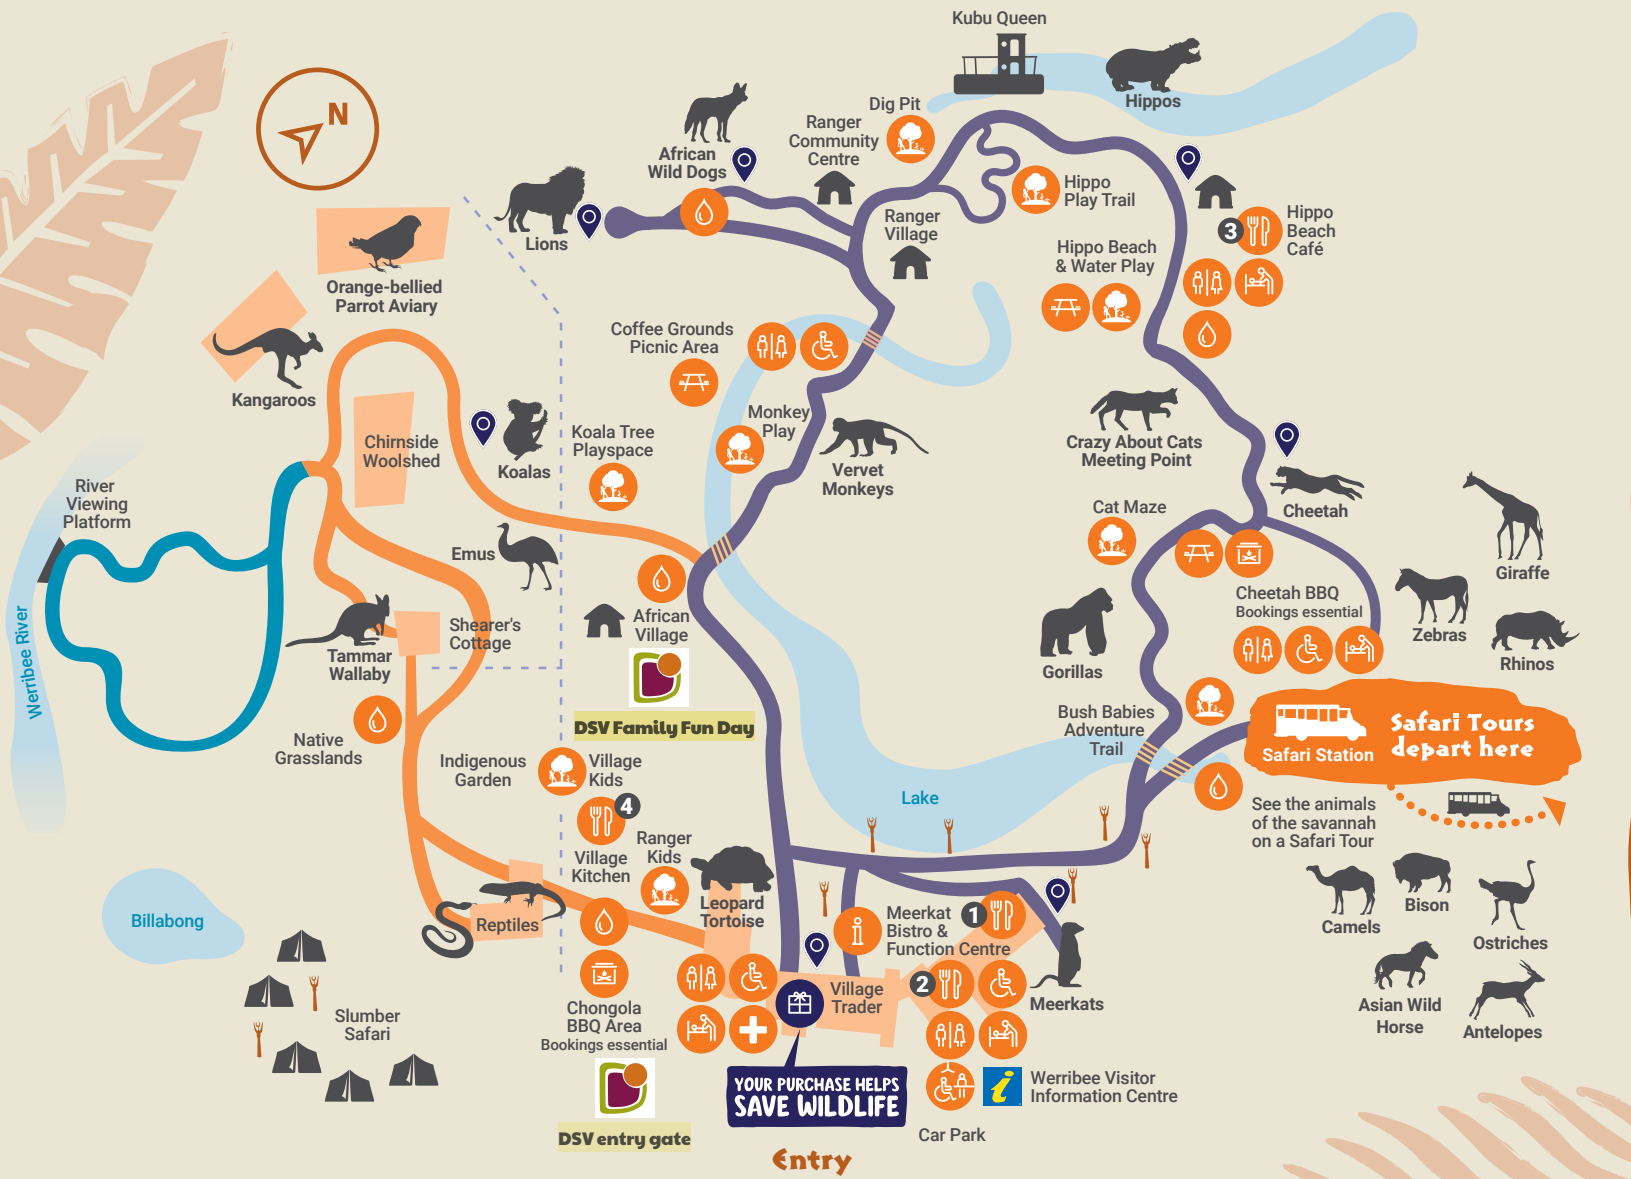 Kubu Queen
Hippos
N
African
Wild Dogs
Dig Pit
Ranger
Community
Centre
Lions
Ranger
Village
Hippo
Play Trail
Hippo Beach
& Water Play
3
Hippo
Beach
Café
Orange-bellied
Parrot Aviary
Kangaroos
Coffee Grounds
Picnic Area
Chirnside
Woolshed
Koalas
Koala Tree
Playspace
Monkey
Play
Vervet
Monkeys
Crazy About Cats
Meeting Point
Cheetah
Cat Maze
River
Viewing
Platform
Emus
Giraffe
Cheetah BBQ
Bookings essential
Zebras
Rhinos
Werribee River
Shearer's
Cottage
Tammar
Wallaby
African
Village
DSV Family Fun Day
Gorillas
Bush Babies
Adventure
Trail
Safari Station
Safari Tours
depart here
Native
Grasslands
Indigenous
Garden
Village
Kids
4
Village
Kitchen
Ranger
Kids
Lake
See the animals
of the savannah
on a Safari Tour
Leopard
Tortoise
Reptiles
Billabong
Meerkat
Bistro &
Function Centre
1
2
Meerkats
Camels
Bison
Ostriches
Asian Wild
Horse
Antelopes
Slumber
Safari
Chongola
BBQ Area
Bookings essential
Village
Trader
i
YOUR PURCHASE HELPS
SAVE WILDLIFE
i
Werribee Visitor
Information Centre
DSV entry gate
Car Park
Entry